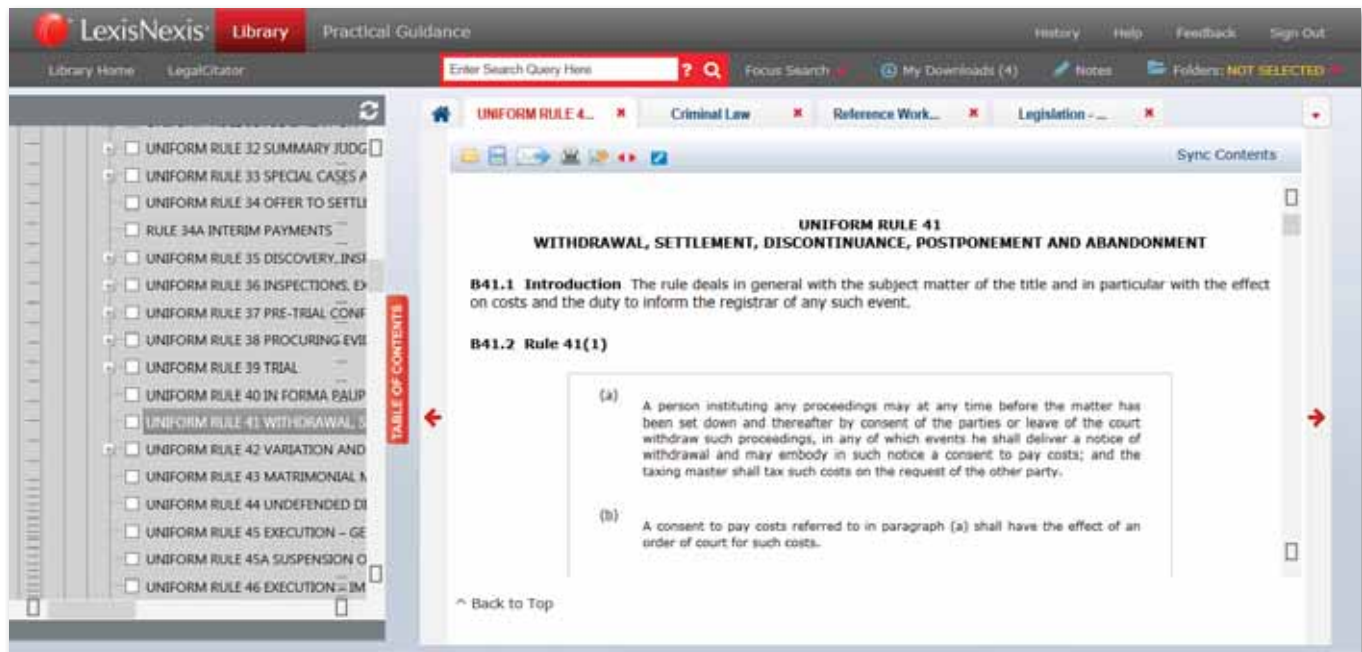 LexisNexis Library Practical Guidance History Help Feedback Sign Out
Library Home LegalCitator Enter Search Query Here ? Focus Search My Downloads (4) Notes Folders: NOT SELECTED
UNIFORM RULE 4... Criminal Law Reference Work... Legislation - ...
Sync Contents
UNIFORM RULE 32 SUMMARY JUDG
UNIFORM RULE 33 SPECIAL CASES A
UNIFORM RULE 34 OFFER TO SETTL
RULE 34A INTERIM PAYMENTS
UNIFORM RULE 35 DISCOVERY, INSP
UNIFORM RULE 36 INSPECTIONS, EX
UNIFORM RULE 37 PRE-TRIAL CONF
UNIFORM RULE 38 PROCURING EVI
UNIFORM RULE 39 TRIAL
UNIFORM RULE 40 IN FORMA PAUP
UNIFORM RULE 41 WITHDRAWAL, S
UNIFORM RULE 42 VARIATION AND
UNIFORM RULE 43 MATRIMONIAL M
UNIFORM RULE 44 UNDEFENDED DI
UNIFORM RULE 45 EXECUTION – GE
UNIFORM RULE 45A SUSPENSION O
UNIFORM RULE 46 EXECUTION – IM
TABLE OF CONTENTS
UNIFORM RULE 41
WITHDRAWAL, SETTLEMENT, DISCONTINUANCE, POSTPONEMENT AND ABANDONMENT
B41.1 Introduction The rule deals in general with the subject matter of the title and in particular with the effect
on costs and the duty to inform the registrar of any such event.
B41.2 Rule 41(1)
(a)
A person instituting any proceedings may at any time before the matter has
been set down and thereafter by consent of the parties or leave of the court
withdraw such proceedings, in any of which events he shall deliver a notice of
withdrawal and may embody in such notice a consent to pay costs; and the
taxing master shall tax such costs on the request of the other party.
(b)
A consent to pay costs referred to in paragraph (a) shall have the effect of an
order of court for such costs.
^ Back to Top